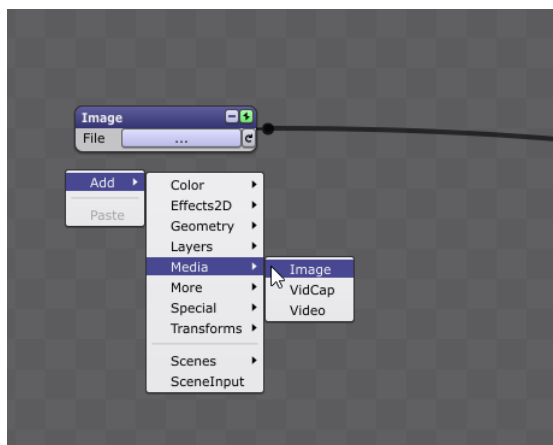 Image
File ...
Add
Paste
Color
Effects2D
Geometry
Layers
Media
More
Special
Transforms
Scenes
SceneInput
Image
VidCap
Video